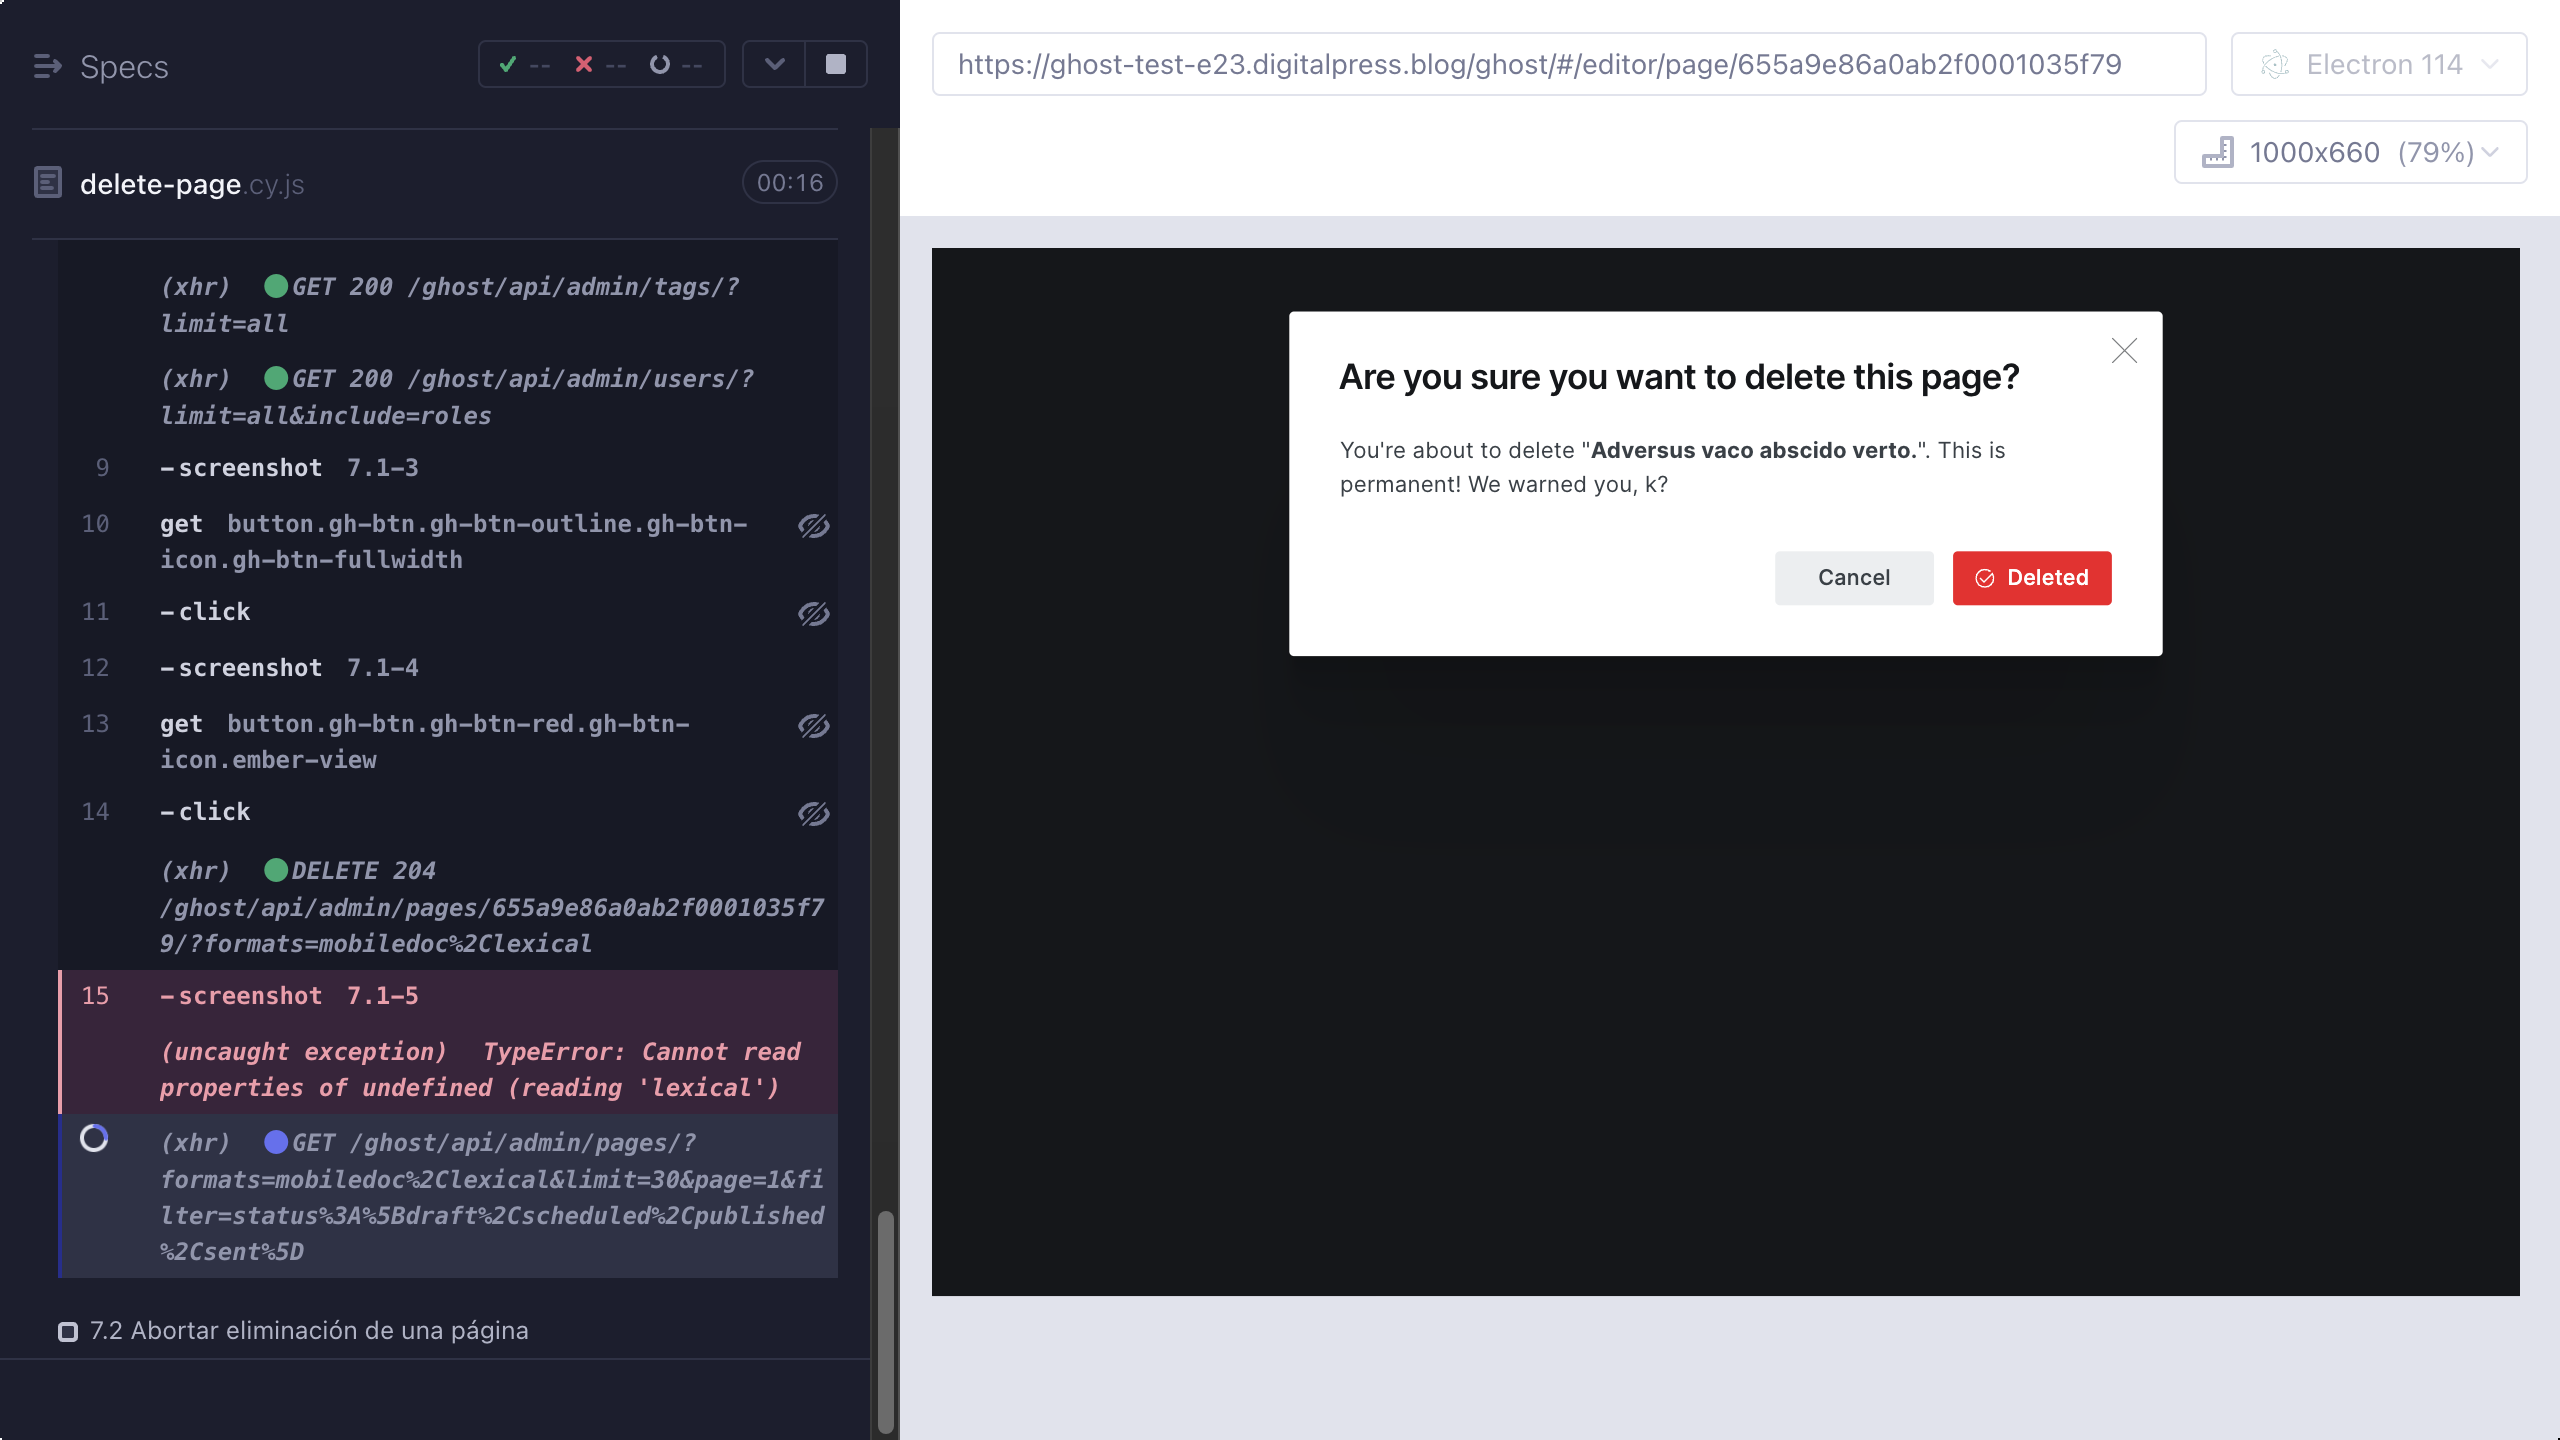 Specs
-- -- --
delete-page.cy.js
00:16
(xhr) GET 200 /ghost/api/admin/tags/?
limit=all
(xhr) GET 200 /ghost/api/admin/users/?
limit=all&include=roles
9 -screenshot 7.1-3
10 get button.gh-btn.gh-btn-outline.gh-btn-
icon.gh-btn-fullwidth
11 -click
12 -screenshot 7.1-4
13 get button.gh-btn.gh-btn-red.gh-btn-
icon.ember-view
14 -click
(xhr) DELETE 204
/ghost/api/admin/pages/655a9e86a0ab2f0001035f7
9/?formats=mobiledoc%2Clexical
15 -screenshot 7.1-5
(uncaught exception) TypeError: Cannot read
properties of undefined (reading 'lexical')
(xhr) GET /ghost/api/admin/pages/?
formats=mobiledoc%2Clexical&limit=30&page=1&fi
lter=status%3A%5Bdraft%2Cscheduled%2Cpublished
%2Csent%5D
7.2 Abortar eliminación de una página
https://ghost-test-e23.digitalpress.blog/ghost/#/editor/page/655a9e86a0ab2f0001035f79
Electron 114
1000x660 (79%)
Are you sure you want to delete this page?
You're about to delete "Adversus vaco abscido verto.". This is
permanent! We warned you, k?
Cancel
Deleted